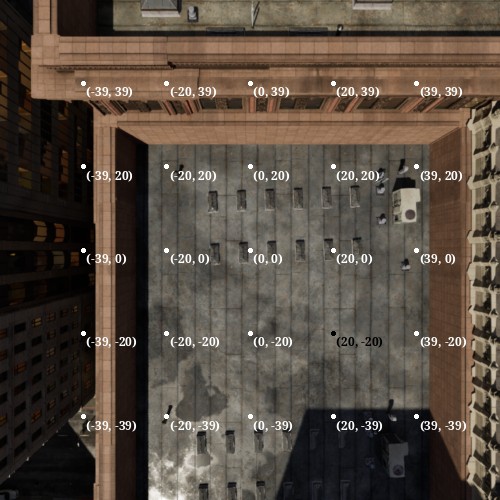 (-39, 39) (-20, 39) (0, 39) (20, 39) (39, 39)
(-39, 20) (-20, 20) (0, 20) (20, 20) (39, 20)
(-39, 0) (-20, 0) (0, 0) (20, 0) (39, 0)
(-39, -20) (-20, -20) (0, -20) (20, -20) (39, -20)
(-39, -39) (-20, -39) (0, -39) (20, -39) (39, -39)